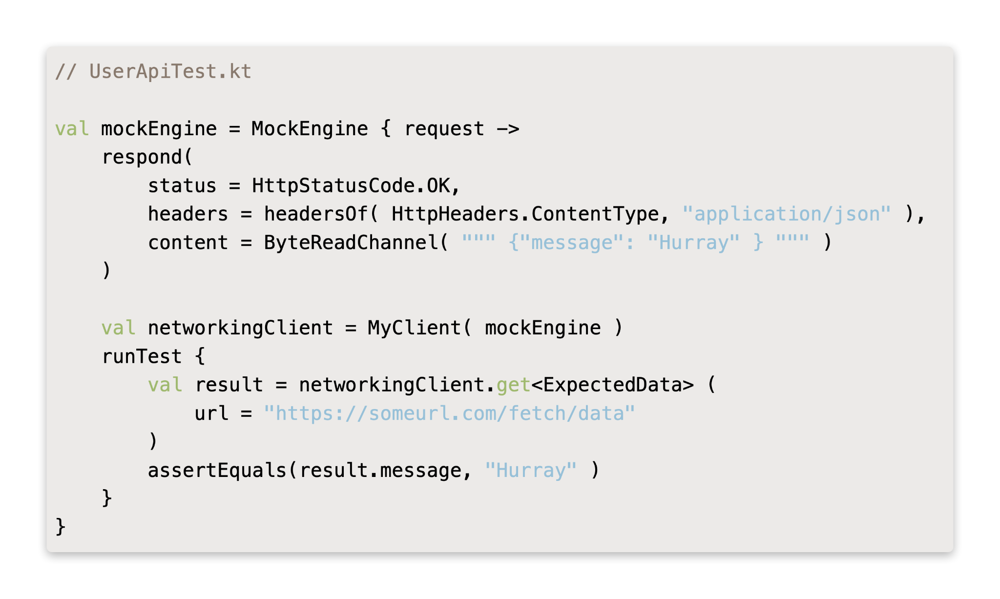 // UserApiTest.kt
val mockEngine = MockEngine { request ->
    respond(
        status = HttpStatusCode.OK,
        headers = headersOf( HttpHeaders.ContentType, "application/json" ),
        content = ByteReadChannel( """ {"message": "Hurray" } """ )
    )
    val networkingClient = MyClient( mockEngine )
    runTest {
        val result = networkingClient.get<ExpectedData> (
            url = "https://someurl.com/fetch/data"
        )
        assertEquals(result.message, "Hurray" )
    }
}